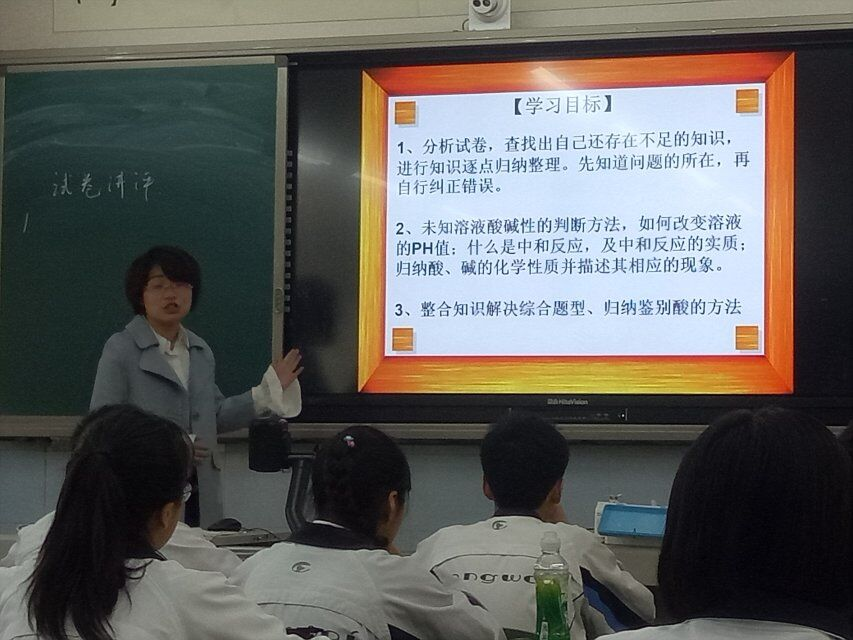 试卷讲评
【学习目标】
1、分析试卷，查找出自己还存在不足的知识，
进行知识逐点归纳整理。先知道问题的所在，再
自行纠正错误。
2、未知溶液酸碱性的判断方法，如何改变溶液
的PH值；什么是中和反应，及中和反应的实质；
归纳酸、碱的化学性质并描述其相应的现象。
3、整合知识解决综合题型、归纳鉴别酸的方法
HiteVision